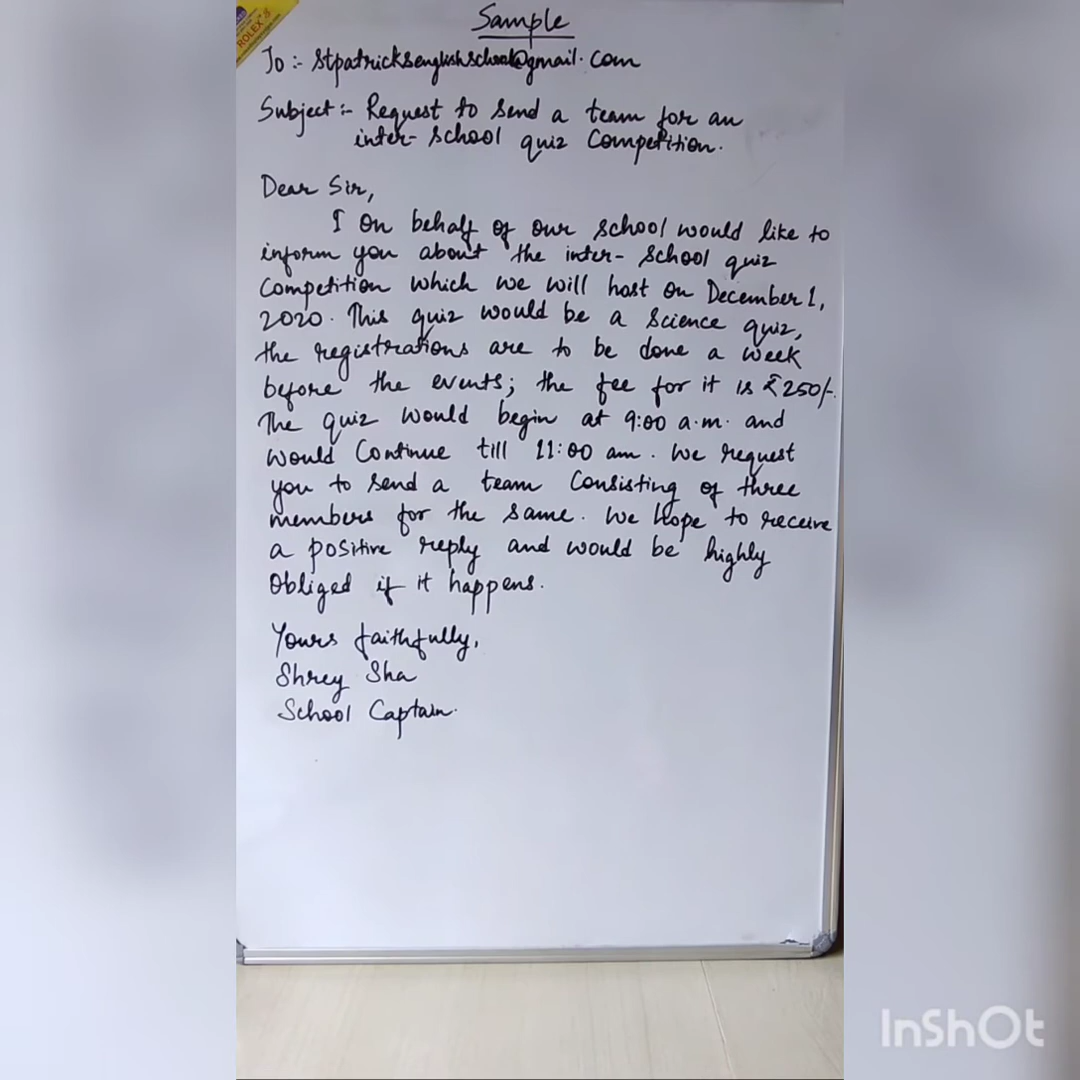 ROLEX
Sample
To :- stpatricksenglishschool@gmail.com
Subject :- Request to send a team for an
inter-school quiz Competition.
Dear Sir,
I on behalf of our school would like to
inform you about the inter-school quiz
Competition which we will host on December 1,
2020. This quiz would be a science quiz,
the registrations are to be done a week
before the events; the fee for it is ₹250/-.
The quiz would begin at 9:00 a.m. and
would Continue till 11:00 am. We request
you to send a team Consisting of three
members for the same. We hope to receive
a positive reply and would be highly
Obliged if it happens.
Yours faithfully,
Shrey Sha
School Captain.
InShOt